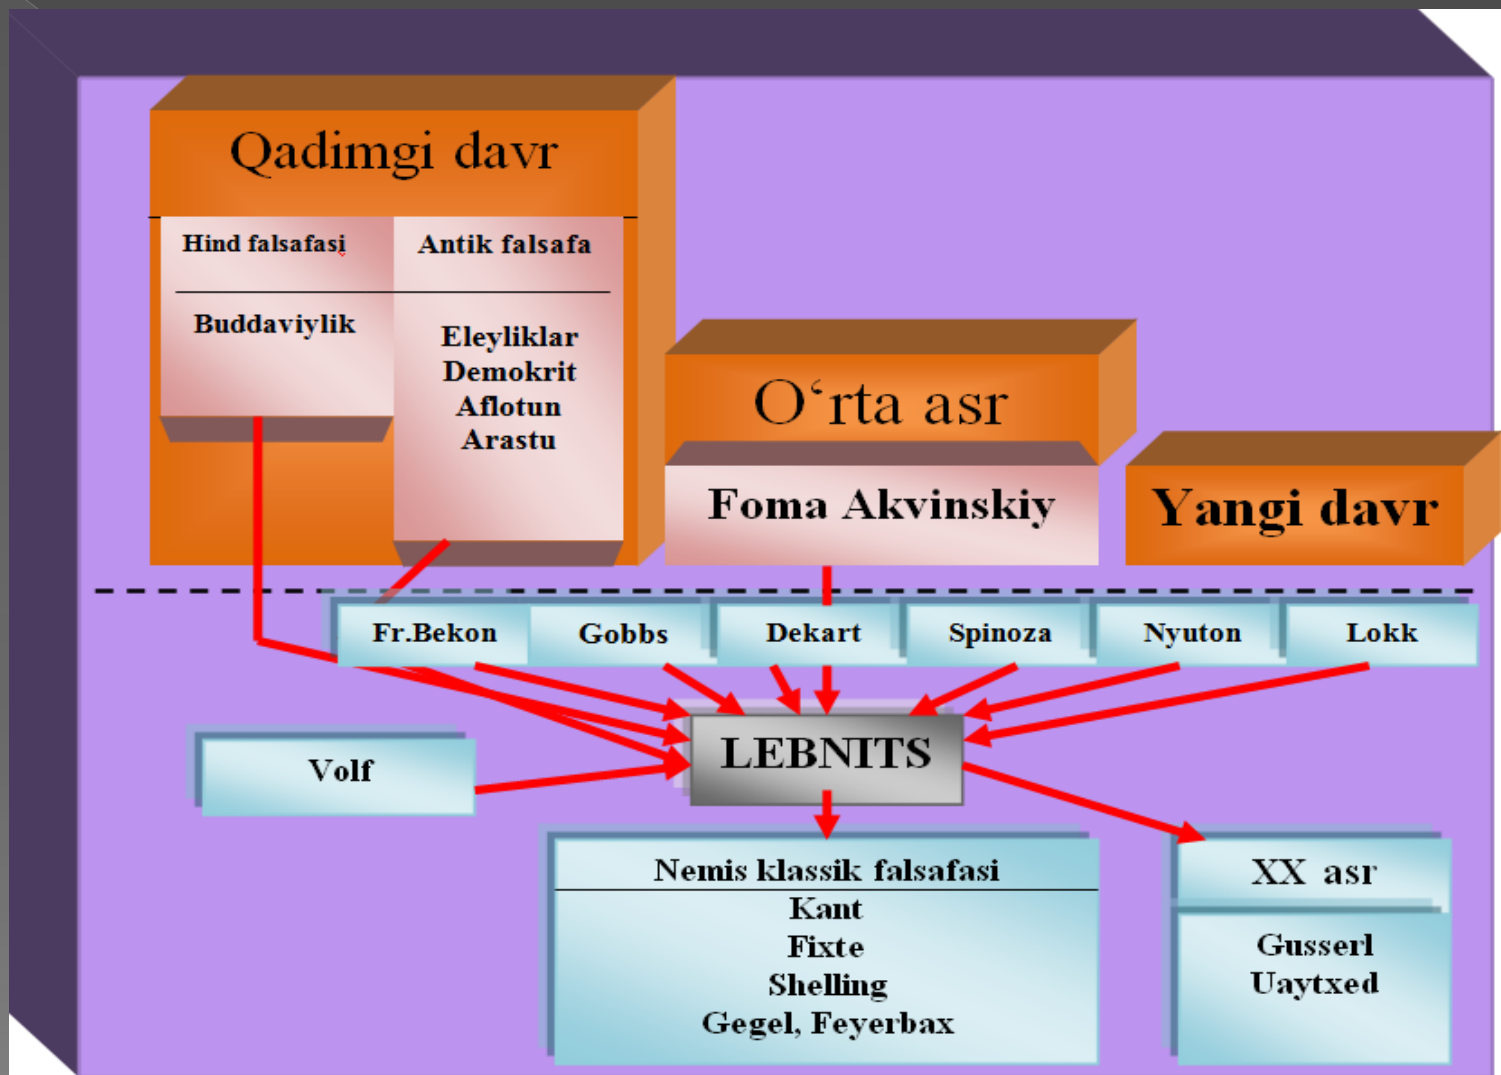 Qadimgi davr
Hind falsafasi
Buddaviylik
Antik falsafa
Eleyliklar
Demokrit
Aflotun
Arastu
O‘rta asr
Foma Akvinskiy
Yangi davr
Fr.Bekon
Gobbs
Dekart
Spinoza
Nyuton
Lokk
Volf
LEBNITS
Nemis klassik falsafasi
Kant
Fixte
Shelling
Gegel, Feyerbax
XX asr
Gusserl
Uaytxed